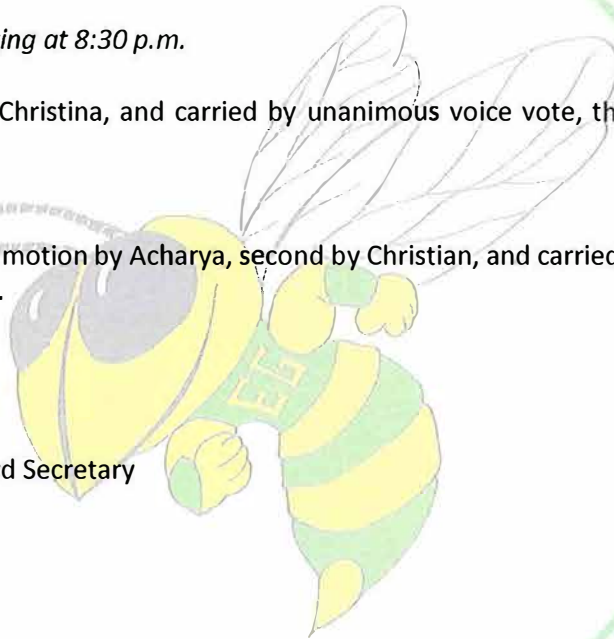 ing at 8:30 p.m.
Christina, and carried by unanimous voice vote, th
motion by Acharya, second by Christian, and carried
.
EG
d Secretary